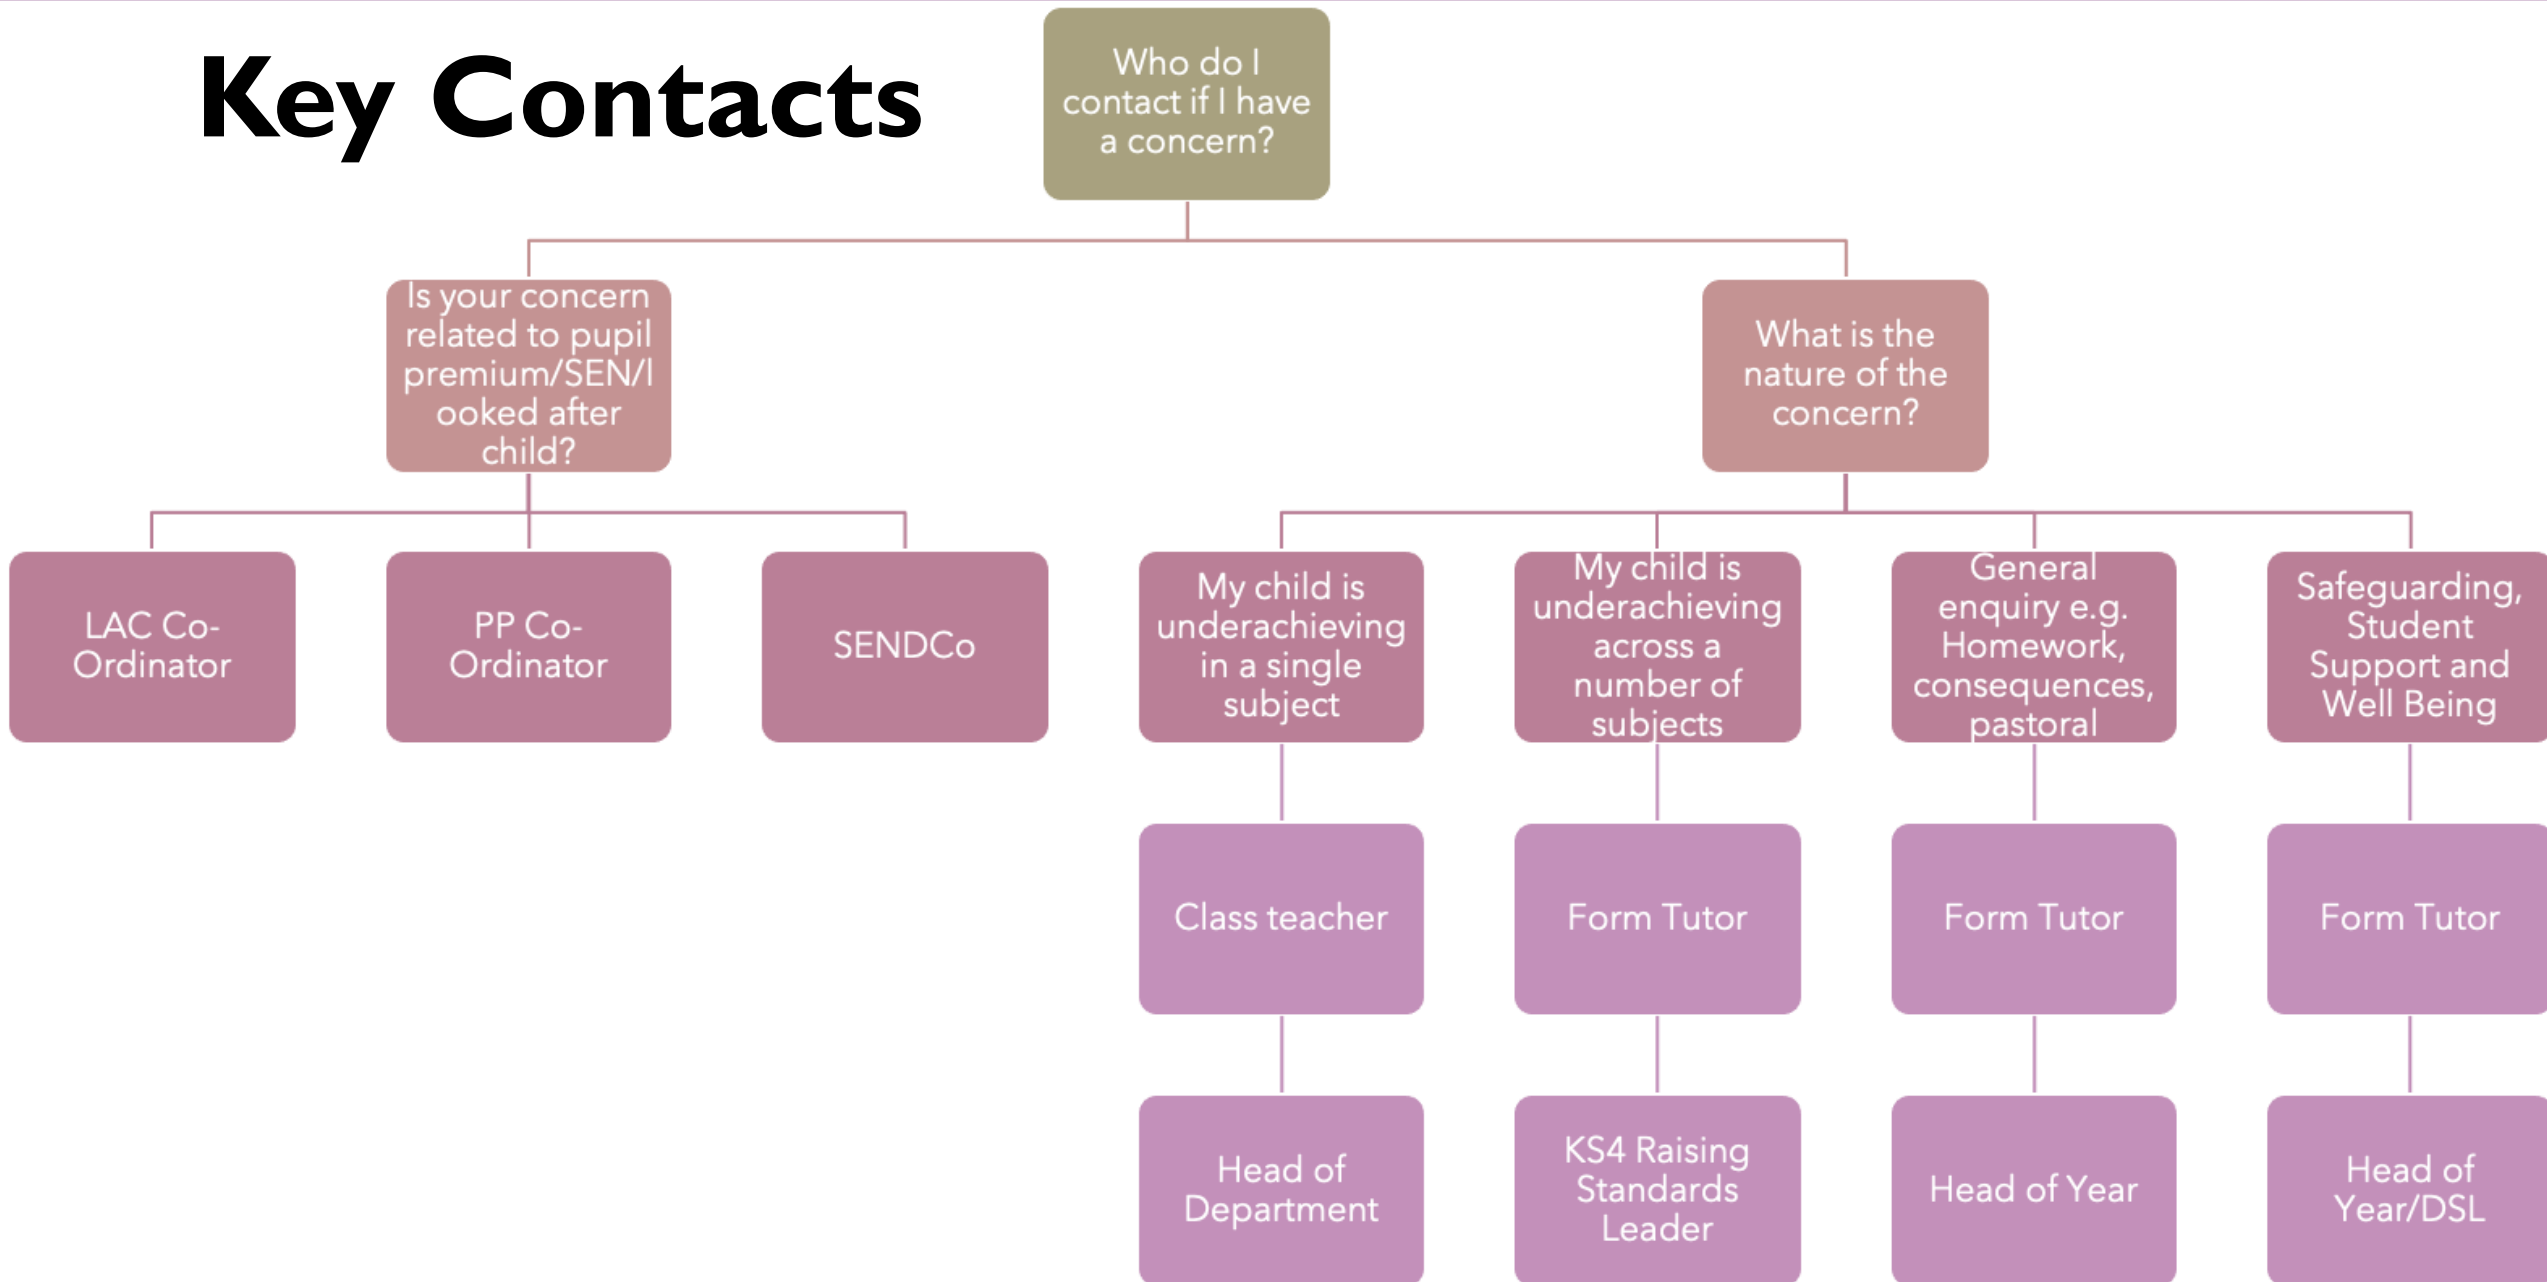 Key Contacts
Who do I
contact if I have
a concern?
Is your concern
related to pupil
premium/SEN/l
ooked after
child?
What is the
nature of the
concern?
LAC Co-
Ordinator
PP Co-
Ordinator
SENDCo
My child is
underachieving
in a single
subject
My child is
underachieving
across a
number of
subjects
General
enquiry e.g.
Homework,
consequences,
pastoral
Safeguarding,
Student
Support and
Well Being
Class teacher
Form Tutor
Form Tutor
Form Tutor
Head of
Department
KS4 Raising
Standards
Leader
Head of Year
Head of
Year/DSL